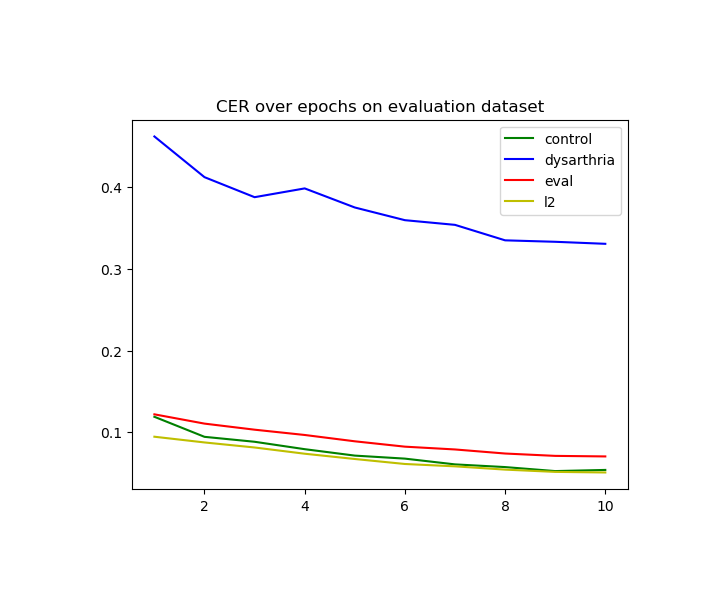 CER over epochs on evaluation dataset
control
dysarthria
eval
l2
0.4
0.3
0.2
0.1
2 4 6 8 10